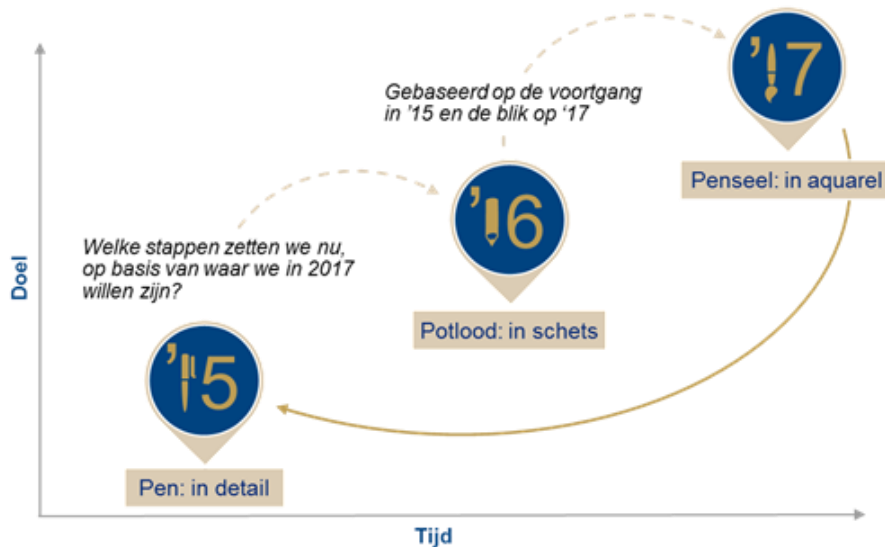 ’17
Gebaseerd op de voortgang
in ’15 en de blik op ‘17
Penseel: in aquarel
’16
Welke stappen zetten we nu,
op basis van waar we in 2017
willen zijn?
Potlood: in schets
’15
Pen: in detail
Doel
Tijd